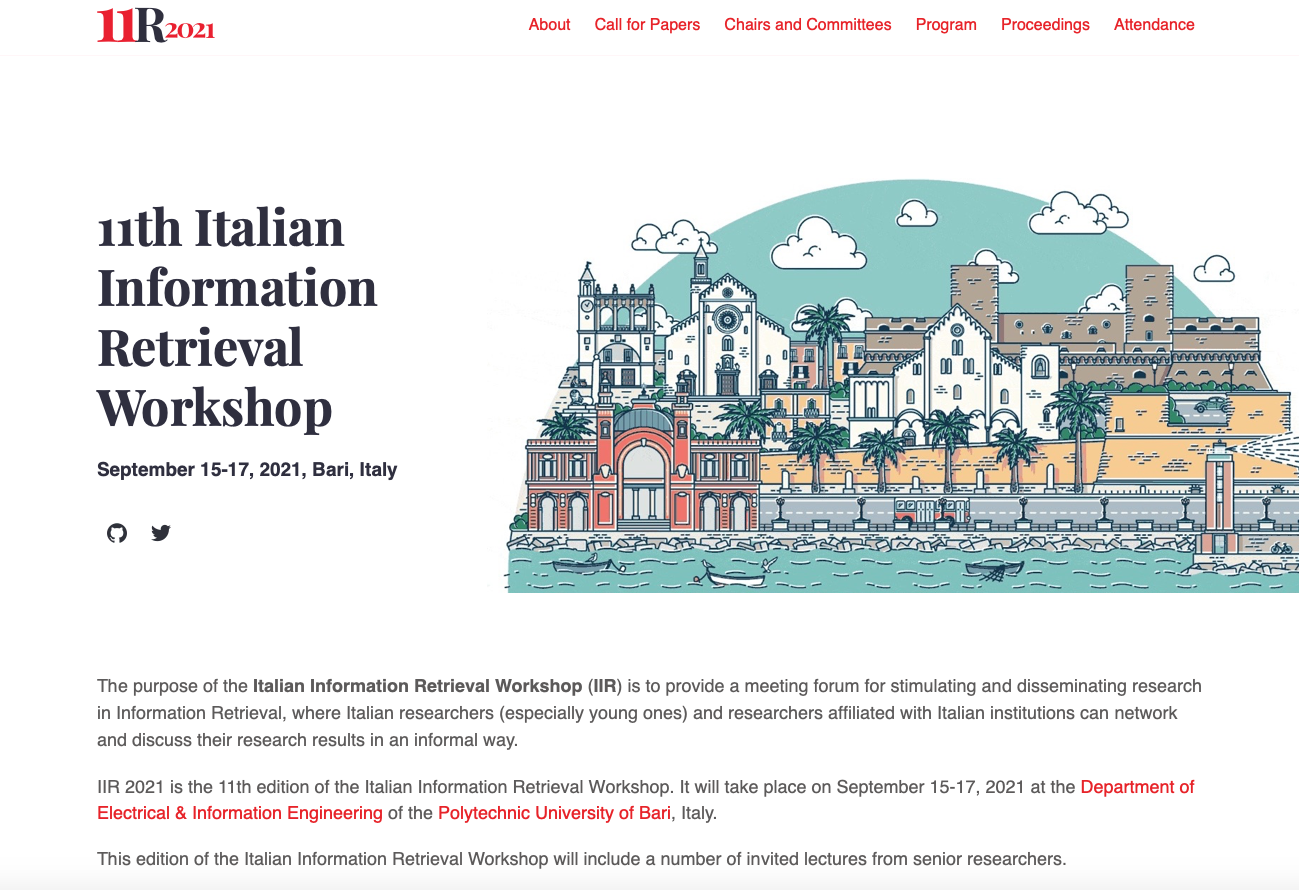 11R2021
About Call for Papers Chairs and Committees Program Proceedings Attendance
11th Italian
Information
Retrieval
Workshop
September 15-17, 2021, Bari, Italy
The purpose of the Italian Information Retrieval Workshop (IIR) is to provide a meeting forum for stimulating and disseminating research
in Information Retrieval, where Italian researchers (especially young ones) and researchers affiliated with Italian institutions can network
and discuss their research results in an informal way.
IIR 2021 is the 11th edition of the Italian Information Retrieval Workshop. It will take place on September 15-17, 2021 at the Department of
Electrical & Information Engineering of the Polytechnic University of Bari, Italy.
This edition of the Italian Information Retrieval Workshop will include a number of invited lectures from senior researchers.